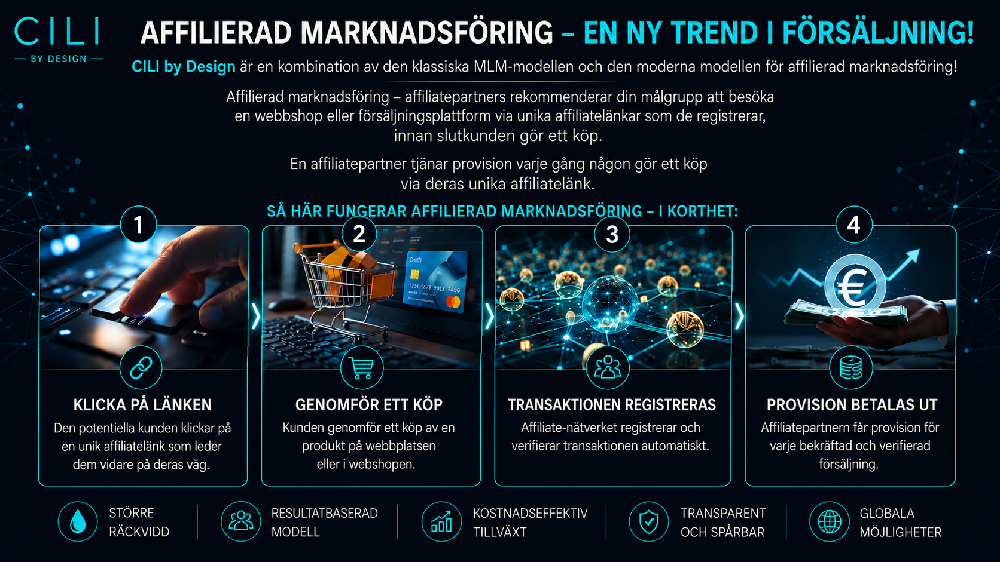 CILI
BY DESIGN
AFFILIERAD MARKNADSFÖRING – EN NY TREND I FÖRSÄLJNING!
CILI by Design är en kombination av den klassiska MLM-modellen och den moderna modellen för affilierad marknadsföring!
Affilierad marknadsföring – affiliatepartners rekommenderar din målgrupp att besöka
en webbshop eller försäljningsplattform via unika affiliatelänkar som de registrerar,
innan slutkunden gör ett köp.
En affiliatepartner tjänar provision varje gång någon gör ett köp
via deras unika affiliatelänk.
SÅ HÄR FUNGERAR AFFILIERAD MARKNADSFÖRING – I KORTHET:
1
KLICKA PÅ LÄNKEN
Den potentiella kunden klickar på
en unik affiliatelänk som leder
dem vidare på deras väg.
2
1234 5678 9012 3456
GENOMFÖR ETT KÖP
Kunden genomför ett köp av en
produkt på webbplatsen
eller i webshopen.
3
TRANSAKTIONEN REGISTRERAS
Affiliate-nätverket registrerar och
verifierar transaktionen automatiskt.
4
€
PROVISION BETALAS UT
Affiliatepartnern får provision för
varje bekräftad och verifierad
försäljning.
STÖRRE
RÄCKVIDD
RESULTATBASERAD
MODELL
KOSTNADSEFFEKTIV
TILLVÄXT
TRANSPARENT
OCH SPÅRBAR
GLOBALA
MÖJLIGHETER